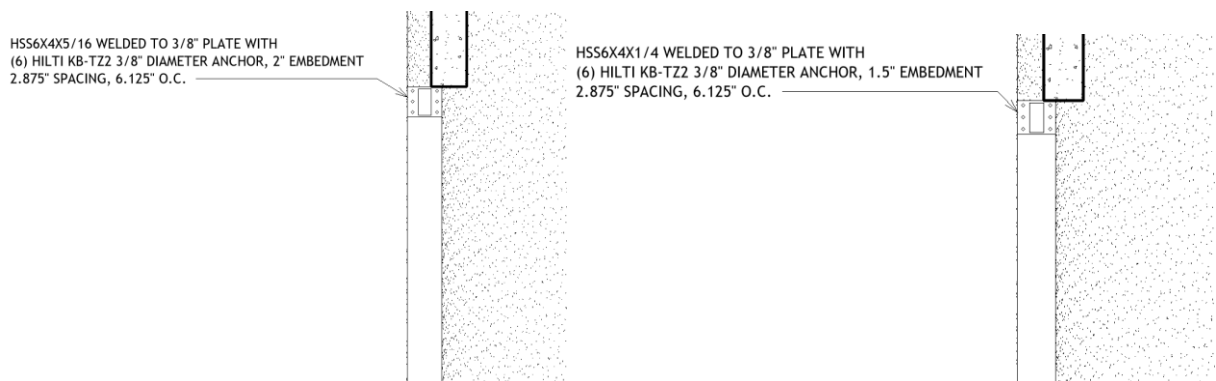 HSS6X4X5/16 WELDED TO 3/8" PLATE WITH
(6) HILTI KB-TZ2 3/8" DIAMETER ANCHOR, 2" EMBEDMENT
2.875" SPACING, 6.125" O.C.
HSS6X4X1/4 WELDED TO 3/8" PLATE WITH
(6) HILTI KB-TZ2 3/8" DIAMETER ANCHOR, 1.5" EMBEDMENT
2.875" SPACING, 6.125" O.C.